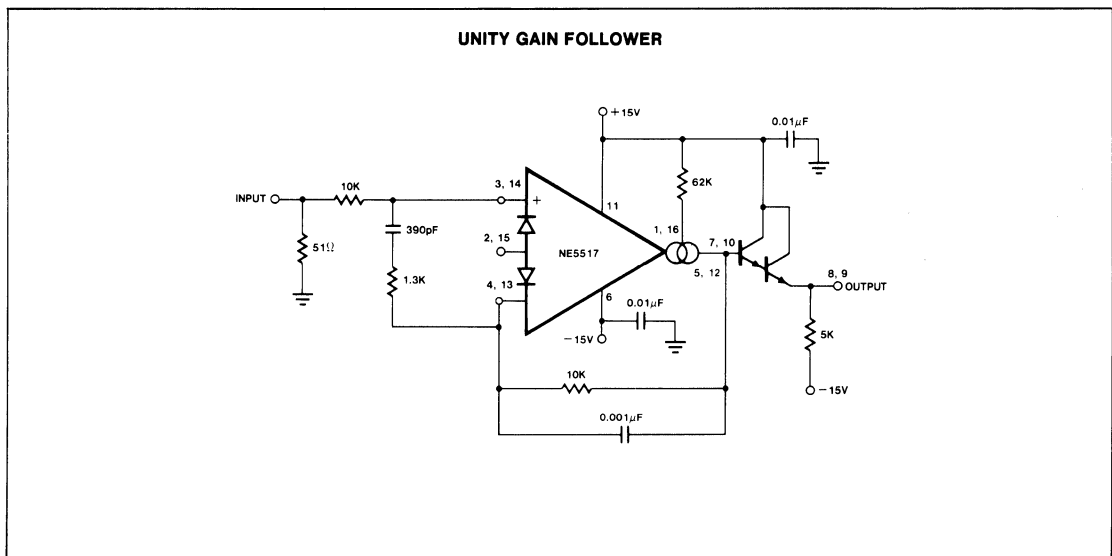 UNITY GAIN FOLLOWER
+15V
0.01μF
62K
INPUT
10K
3, 14
+
11
390pF
1, 16
7, 10
51Ω
2, 15
NE5517
5, 12
8, 9
OUTPUT
1.3K
4, 13
6
0.01μF
5K
−15V
10K
−15V
0.001μF